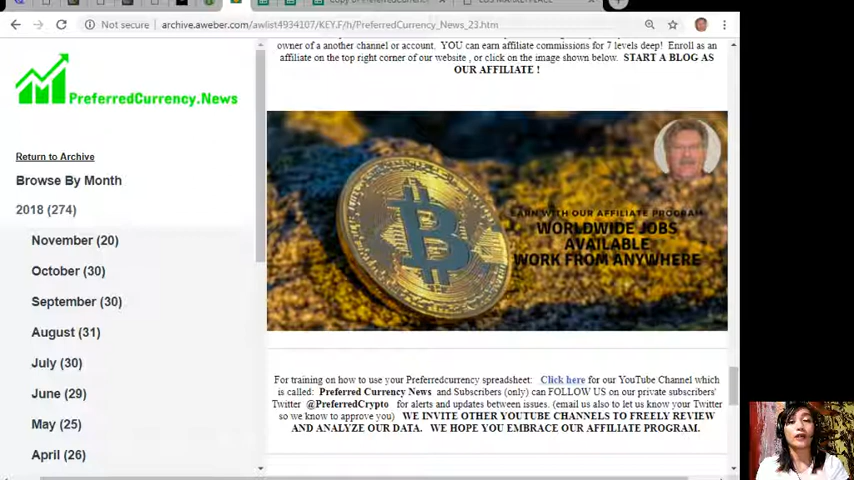 Not secure | archive.aweber.com/awlist4934107/KEY.F/h/PreferredCurrency_News_23.htm
PreferredCurrency.News
Return to Archive
Browse By Month
2018 (274)
November (20)
October (30)
September (30)
August (31)
July (30)
June (29)
May (25)
April (26)
owner of a another channel or account. YOU can earn affiliate commissions for 7 levels deep! Enroll as an
affiliate on the top right corner of our website , or click on the image shown below. START A BLOG AS
OUR AFFILIATE !
EARN WITH OUR AFFILIATE PROGRAM
WORLDWIDE JOBS
AVAILABLE
WORK FROM ANYWHERE
For training on how to use your Preferredcurrency spreadsheet: Click here for our YouTube Channel which
is called: Preferred Currency News and Subscribers (only) can FOLLOW US on our private subscribers'
Twitter @PreferredCrypto for alerts and updates between issues. (email us also to let us know your Twitter
so we know to approve you) WE INVITE OTHER YOUTUBE CHANNELS TO FREELY REVIEW
AND ANALYZE OUR DATA. WE HOPE YOU EMBRACE OUR AFFILIATE PROGRAM.